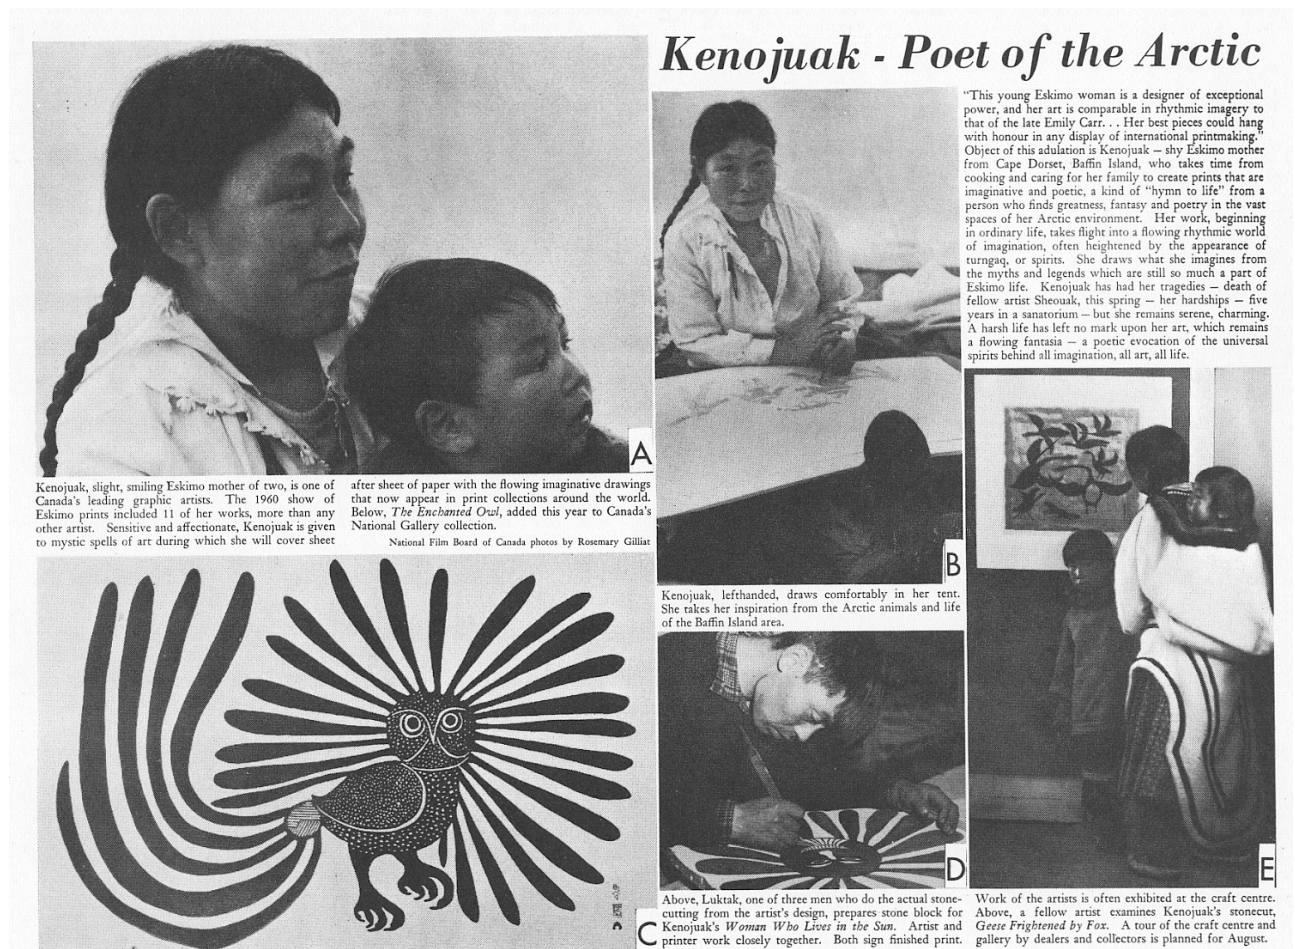 Kenojuak - Poet of the Arctic
"This young Eskimo woman is a designer of exceptional
power, and her art is comparable in rhythmic imagery to
that of the late Emily Carr. . . Her best pieces could hang
with honour in any display of international printmaking."
Object of this adulation is Kenojuak — shy Eskimo mother
from Cape Dorset, Baffin Island, who takes time from
cooking and caring for her family to create prints that are
imaginative and poetic, a kind of "hymn to life" from a
person who finds greatness, fantasy and poetry in the vast
spaces of her Arctic environment. Her work, beginning
in ordinary life, takes flight into a flowing rhythmic world
of imagination, often heightened by the appearance of
turngaq, or spirits. She draws what she imagines from
the myths and legends which are still so much a part of
Eskimo life. Kenojuak has had her tragedies — death of
fellow artist Sheouak, this spring — her hardships — five
years in a sanatorium — but she remains serene, charming.
A harsh life has left no mark upon her art, which remains
a flowing fantasia — a poetic evocation of the universal
spirits behind all imagination, all art, all life.
A
Kenojuak, slight, smiling Eskimo mother of two, is one of
Canada's leading graphic artists. The 1960 show of
Eskimo prints included 11 of her works, more than any
other artist. Sensitive and affectionate, Kenojuak is given
to mystic spells of art during which she will cover sheet
after sheet of paper with the flowing imaginative drawings
that now appear in print collections around the world.
Below, The Enchanted Owl, added this year to Canada's
National Gallery collection.
National Film Board of Canada photos by Rosemary Gilliat
B
Kenojuak, lefthanded, draws comfortably in her tent.
She takes her inspiration from the Arctic animals and life
of the Baffin Island area.
C
D
Above, Luktak, one of three men who do the actual stone-
cutting from the artist's design, prepares stone block for
Kenojuak's Woman Who Lives in the Sun. Artist and
printer work closely together. Both sign finished print.
E
Work of the artists is often exhibited at the craft centre.
Above, a fellow artist examines Kenojuak's stonecut,
Geese Frightened by Fox. A tour of the craft centre and
gallery by dealers and collectors is planned for August.